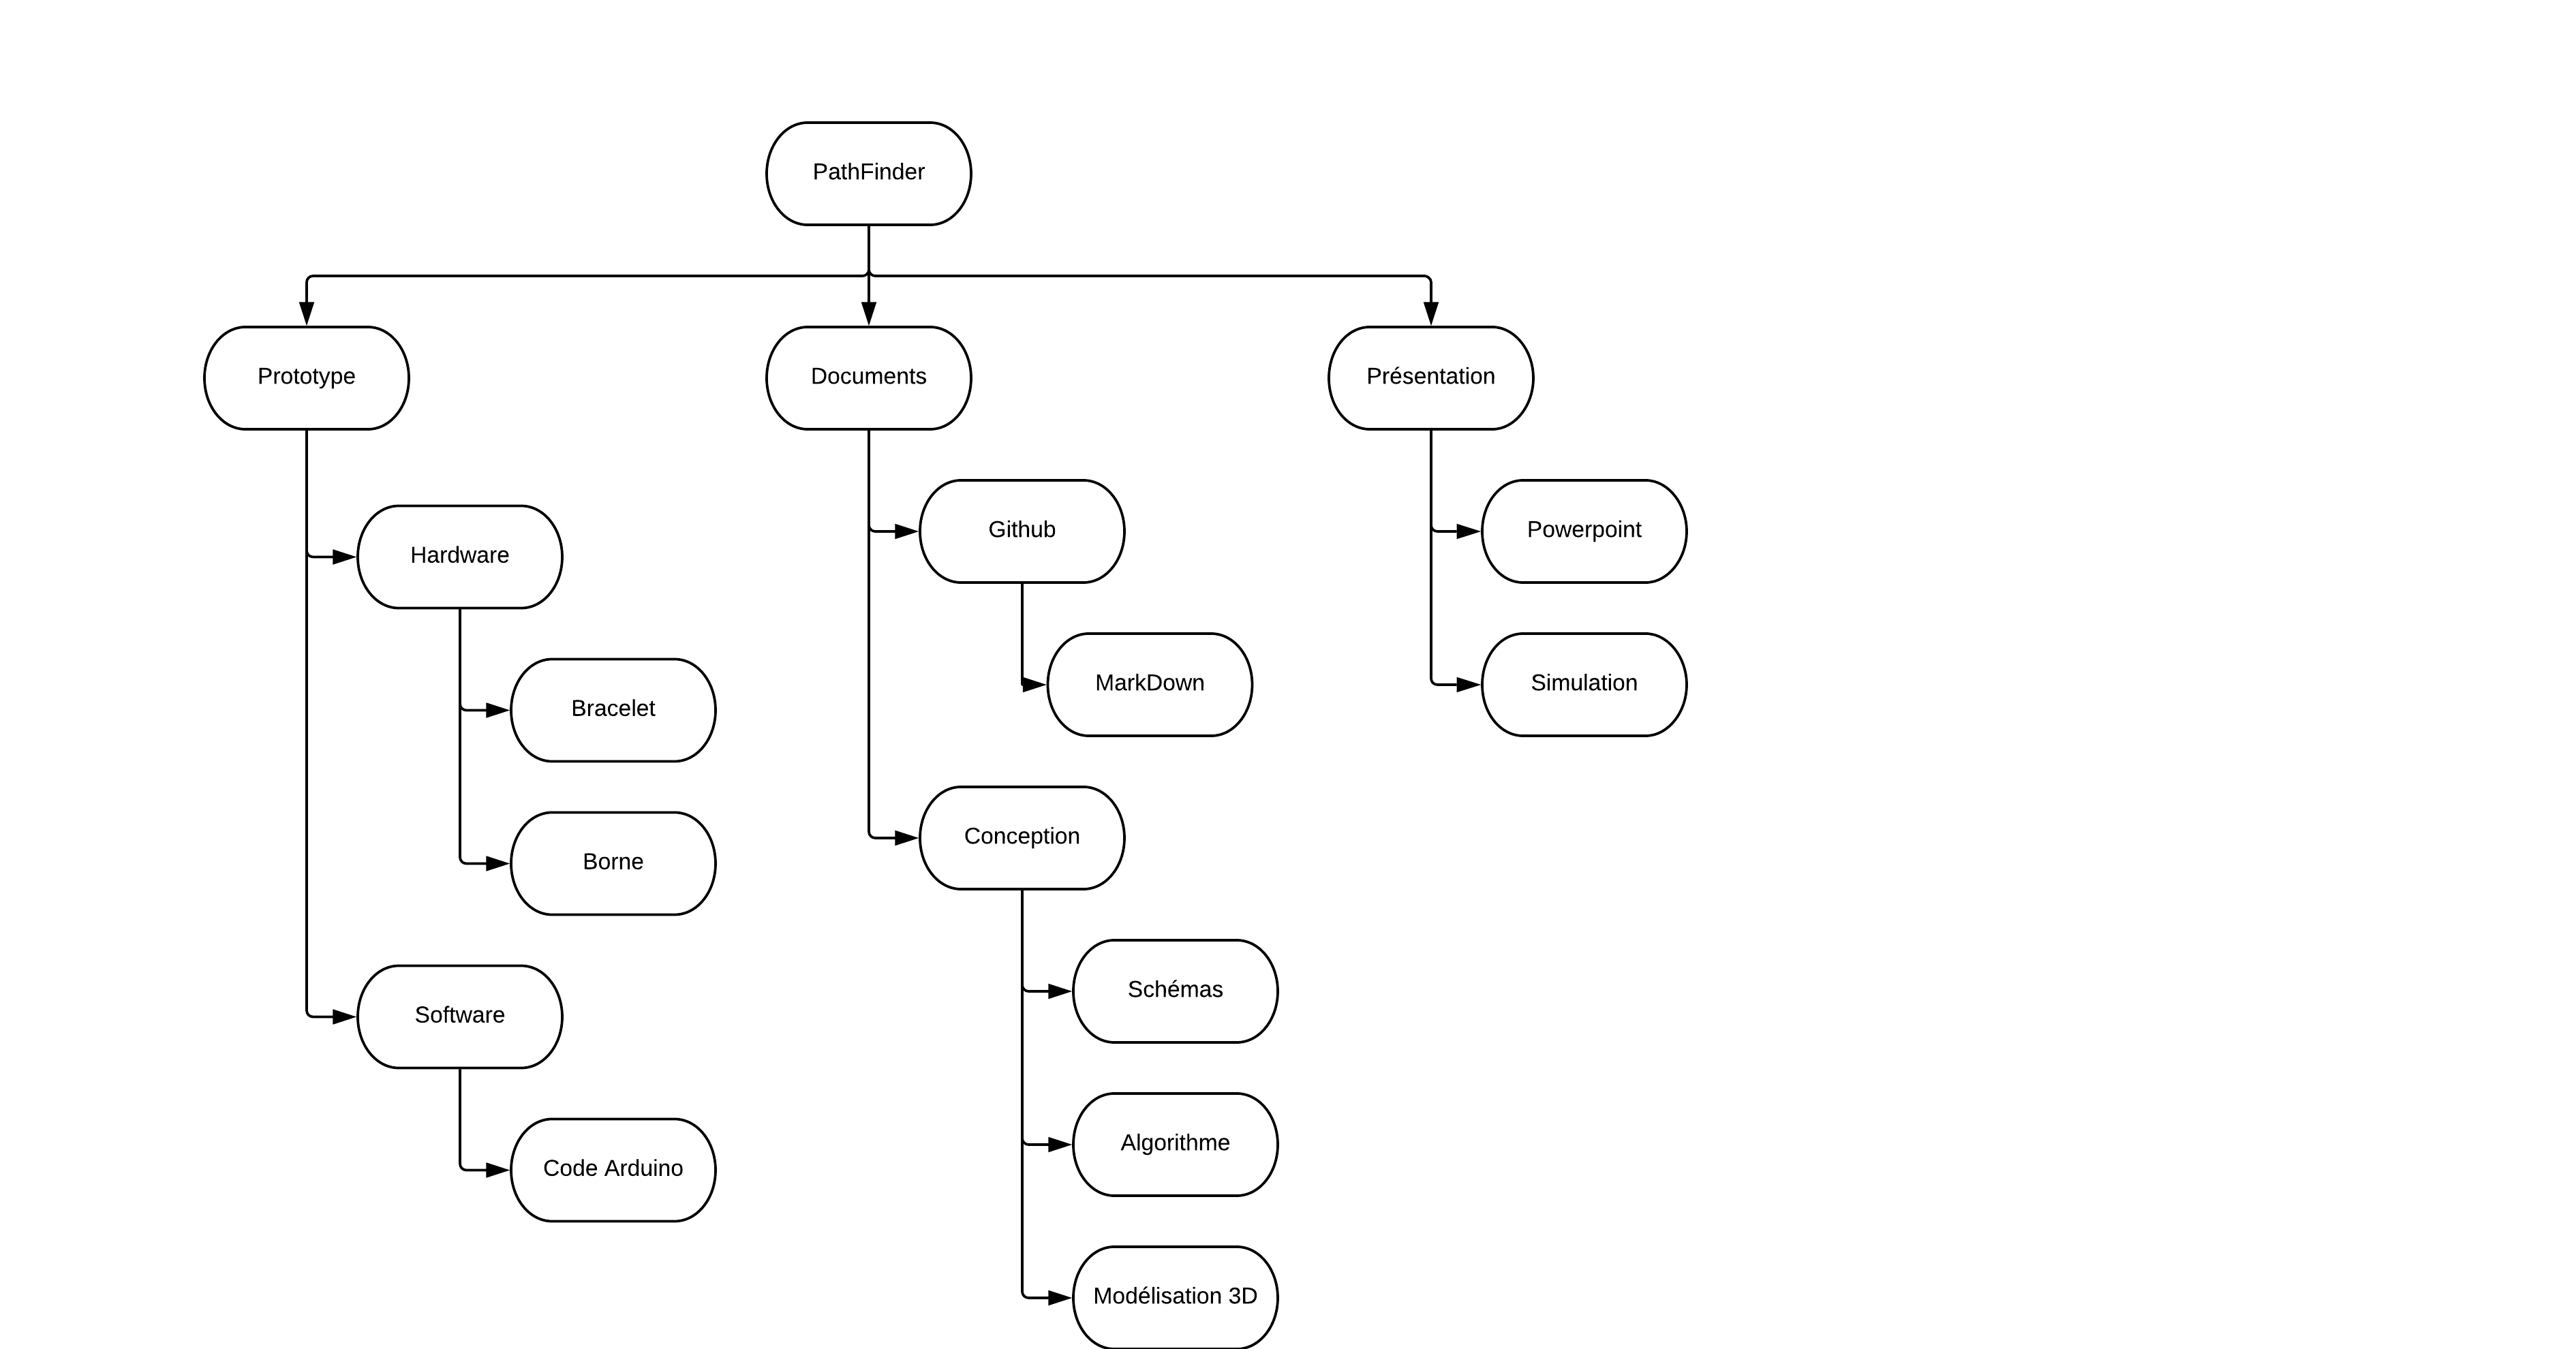 PathFinder
Prototype
Documents
Présentation
Hardware
Bracelet
Borne
Software
Code Arduino
Github
MarkDown
Conception
Schémas
Algorithme
Modélisation 3D
Powerpoint
Simulation